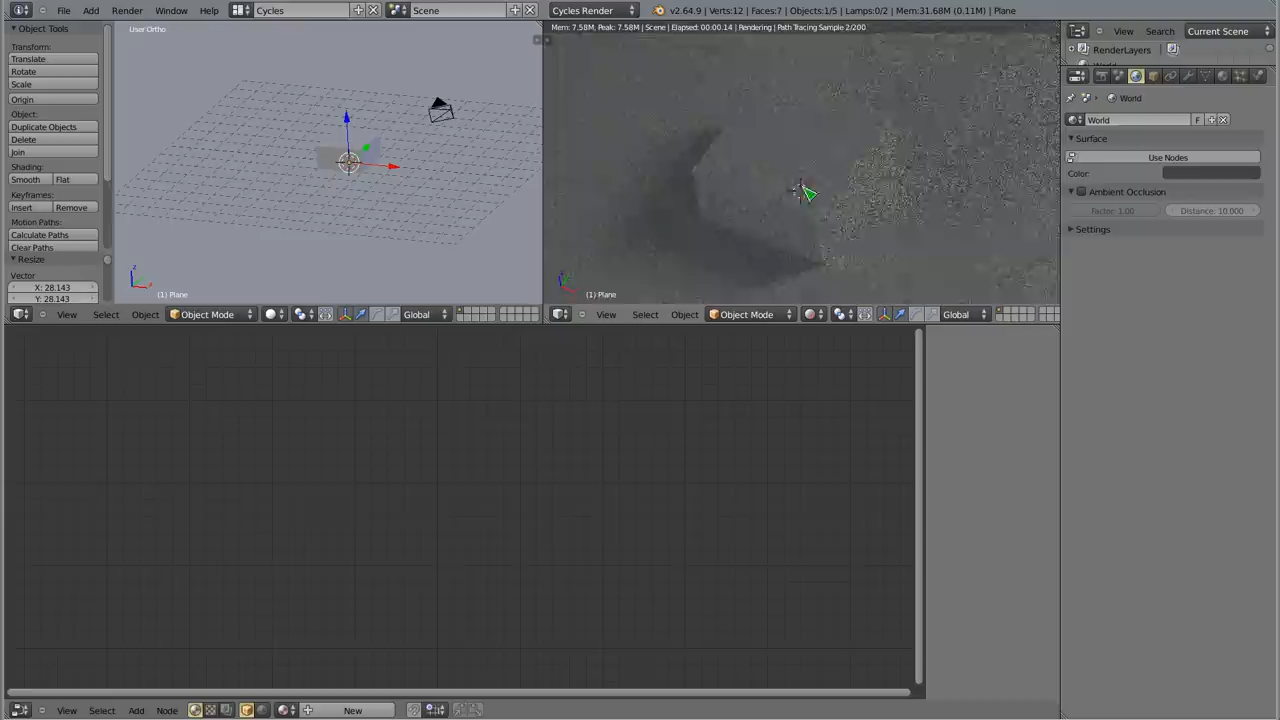 File Add Render Window Help Cycles Scene Cycles Render v2.64.9 | Verts:12 | Faces:7 | Objects:1/5 | Lamps:0/2 | Mem:31.68M (0.11M) | Plane
Object Tools
Transform:
Translate
Rotate
Scale
Origin
Object:
Duplicate Objects
Delete
Join
Shading:
Smooth Flat
Keyframes:
Insert Remove
Motion Paths:
Calculate Paths
Clear Paths
Resize
Vector
X: 28.143
Y: 28.143
User Ortho
(1) Plane
View Select Object Object Mode Global
Mem: 7.58M, Peak: 7.58M | Scene | Elapsed: 00:00.14 | Rendering | Path Tracing Sample 2/200
(1) Plane
View Select Object Object Mode Global
View Search Current Scene
RenderLayers
World
World F
Surface
Use Nodes
Color:
Ambient Occlusion
Factor: 1.00 Distance: 10.000
Settings
View Select Add Node New